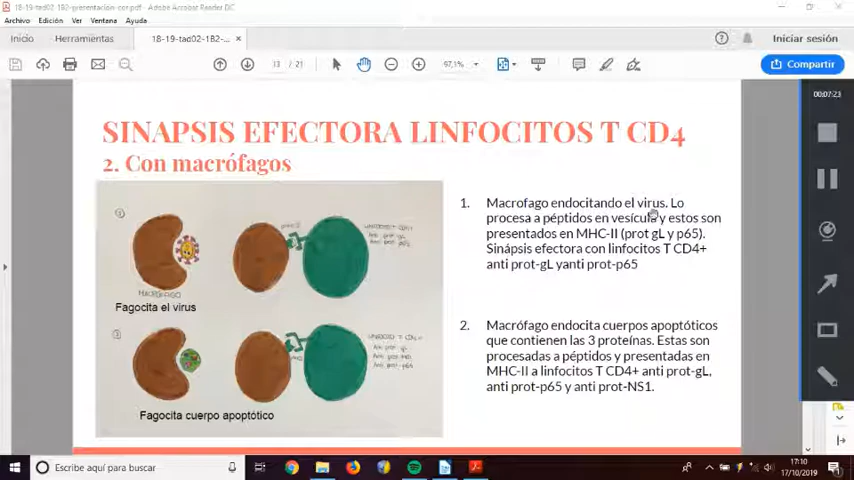 18-19-tad02-1B2-presentacion-cor.pdf - Adobe Acrobat Reader DC
Archivo Edición Ver Ventana Ayuda
Inicio Herramientas 18-19-tad02-1B2-... × Iniciar sesión
13 / 21 97,1% Compartir
00:07:23
SINAPSIS EFECTORA LINFOCITOS T CD4
2. Con macrófagos
MACRÓFAGO
Fagocita el virus
Fagocita cuerpo apoptótico
1. Macrofago endocitando el virus. Lo
procesa a péptidos en vesícula y estos son
presentados en MHC-II (prot gL y p65).
Sinápsis efectora con linfocitos T CD4+
anti prot-gL yanti prot-p65
2. Macrófago endocita cuerpos apoptóticos
que contienen las 3 proteínas. Estas son
procesadas a péptidos y presentadas en
MHC-II a linfocitos T CD4+ anti prot-gL,
anti prot-p65 y anti prot-NS1.
Escribe aquí para buscar
17:10
17/10/2019